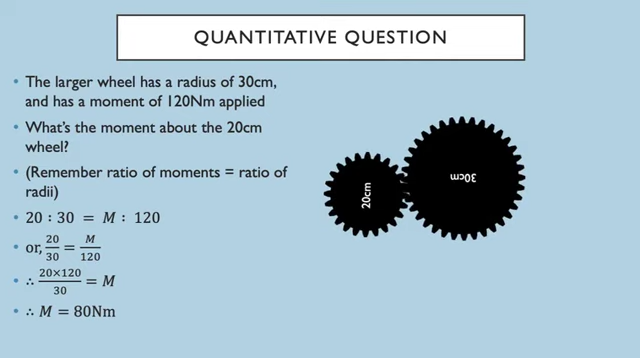 QUANTITATIVE QUESTION
• The larger wheel has a radius of 30cm,
and has a moment of 120Nm applied
• What's the moment about the 20cm
wheel?
• (Remember ratio of moments = ratio of
radii)
• 20 : 30 = M : 120
• or, 20/30 = M/120
• ∴ 20×120/30 = M
• ∴ M = 80Nm
20cm
30cm